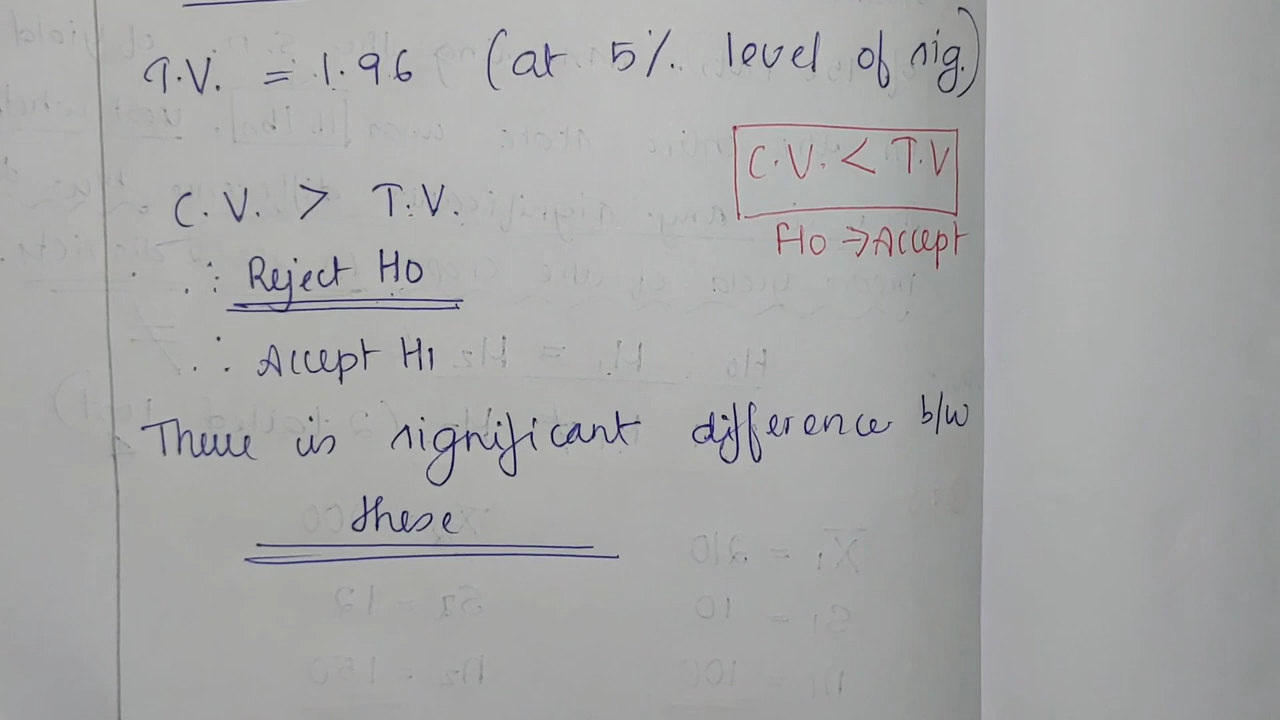 T.V. = 1.96 (at 5% level of sig.)
C.V. < T.V
H0 → Accept
C.V. > T.V.
∴ Reject H0
∴ Accept H1
There is significant difference b/w
these